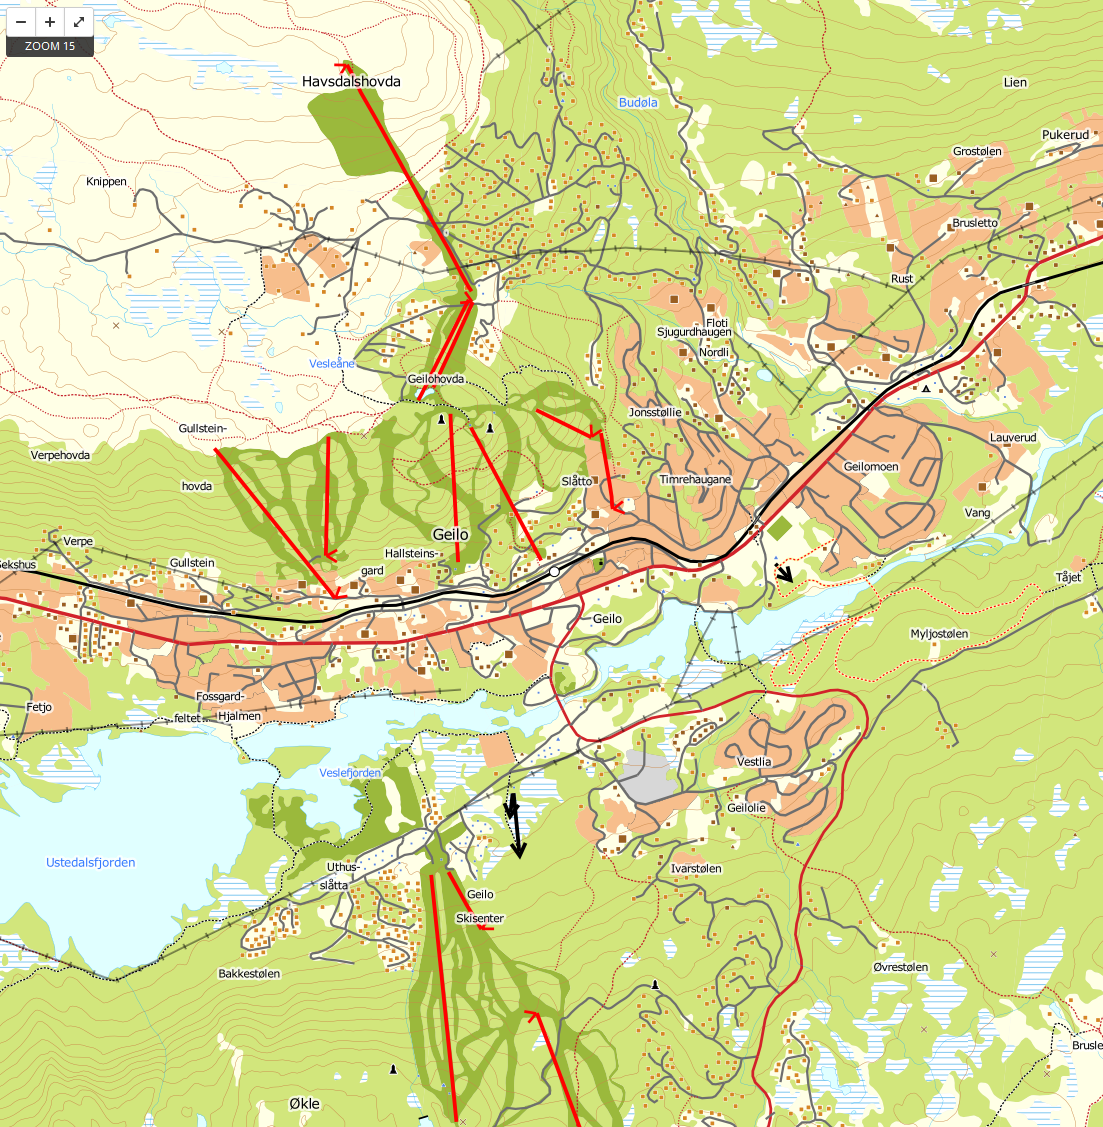 − + ⤢
ZOOM 15
Havsdalshovda
Budøla
Lien
Pukerud
Grostølen
Knippen
Brusletto
Rust
Floti
Sjugurdhaugen
Nordli
Vesleåne
Geilohovda
Jonsstøllie
Gullstein-
hovda
Verpehovda
Lauverud
Geilomoen
Slåtto
Timrehaugane
Vang
Geilo
Verpe
Hallsteins-
gard
Gullstein
Sekshus
Tåjet
Geilo
Myljostølen
Fossgard-
feltet
Hjalmen
Fetjo
Veslefjorden
Vestlia
Geilolie
Ustedalsfjorden
Uthus-
slåtta
Ivarstølen
Geilo
Skisenter
Bakkestølen
Øvrestølen
Brusle
Økle